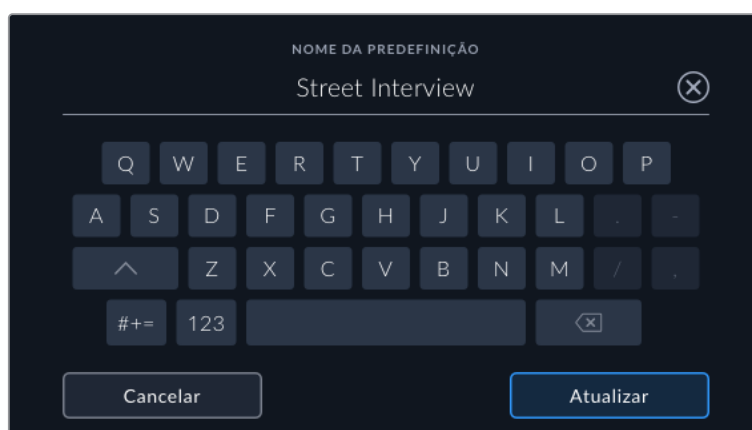 NOME DA PREDEFINIÇÃO
Street Interview
Q W E R T Y U I O P
A S D F G H J K L . -
Z X C V B N M / ,
#+= 123
Cancelar Atualizar